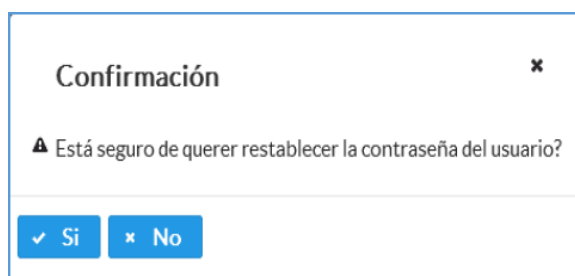 Confirmación
Está seguro de querer restablecer la contraseña del usuario?
Si No